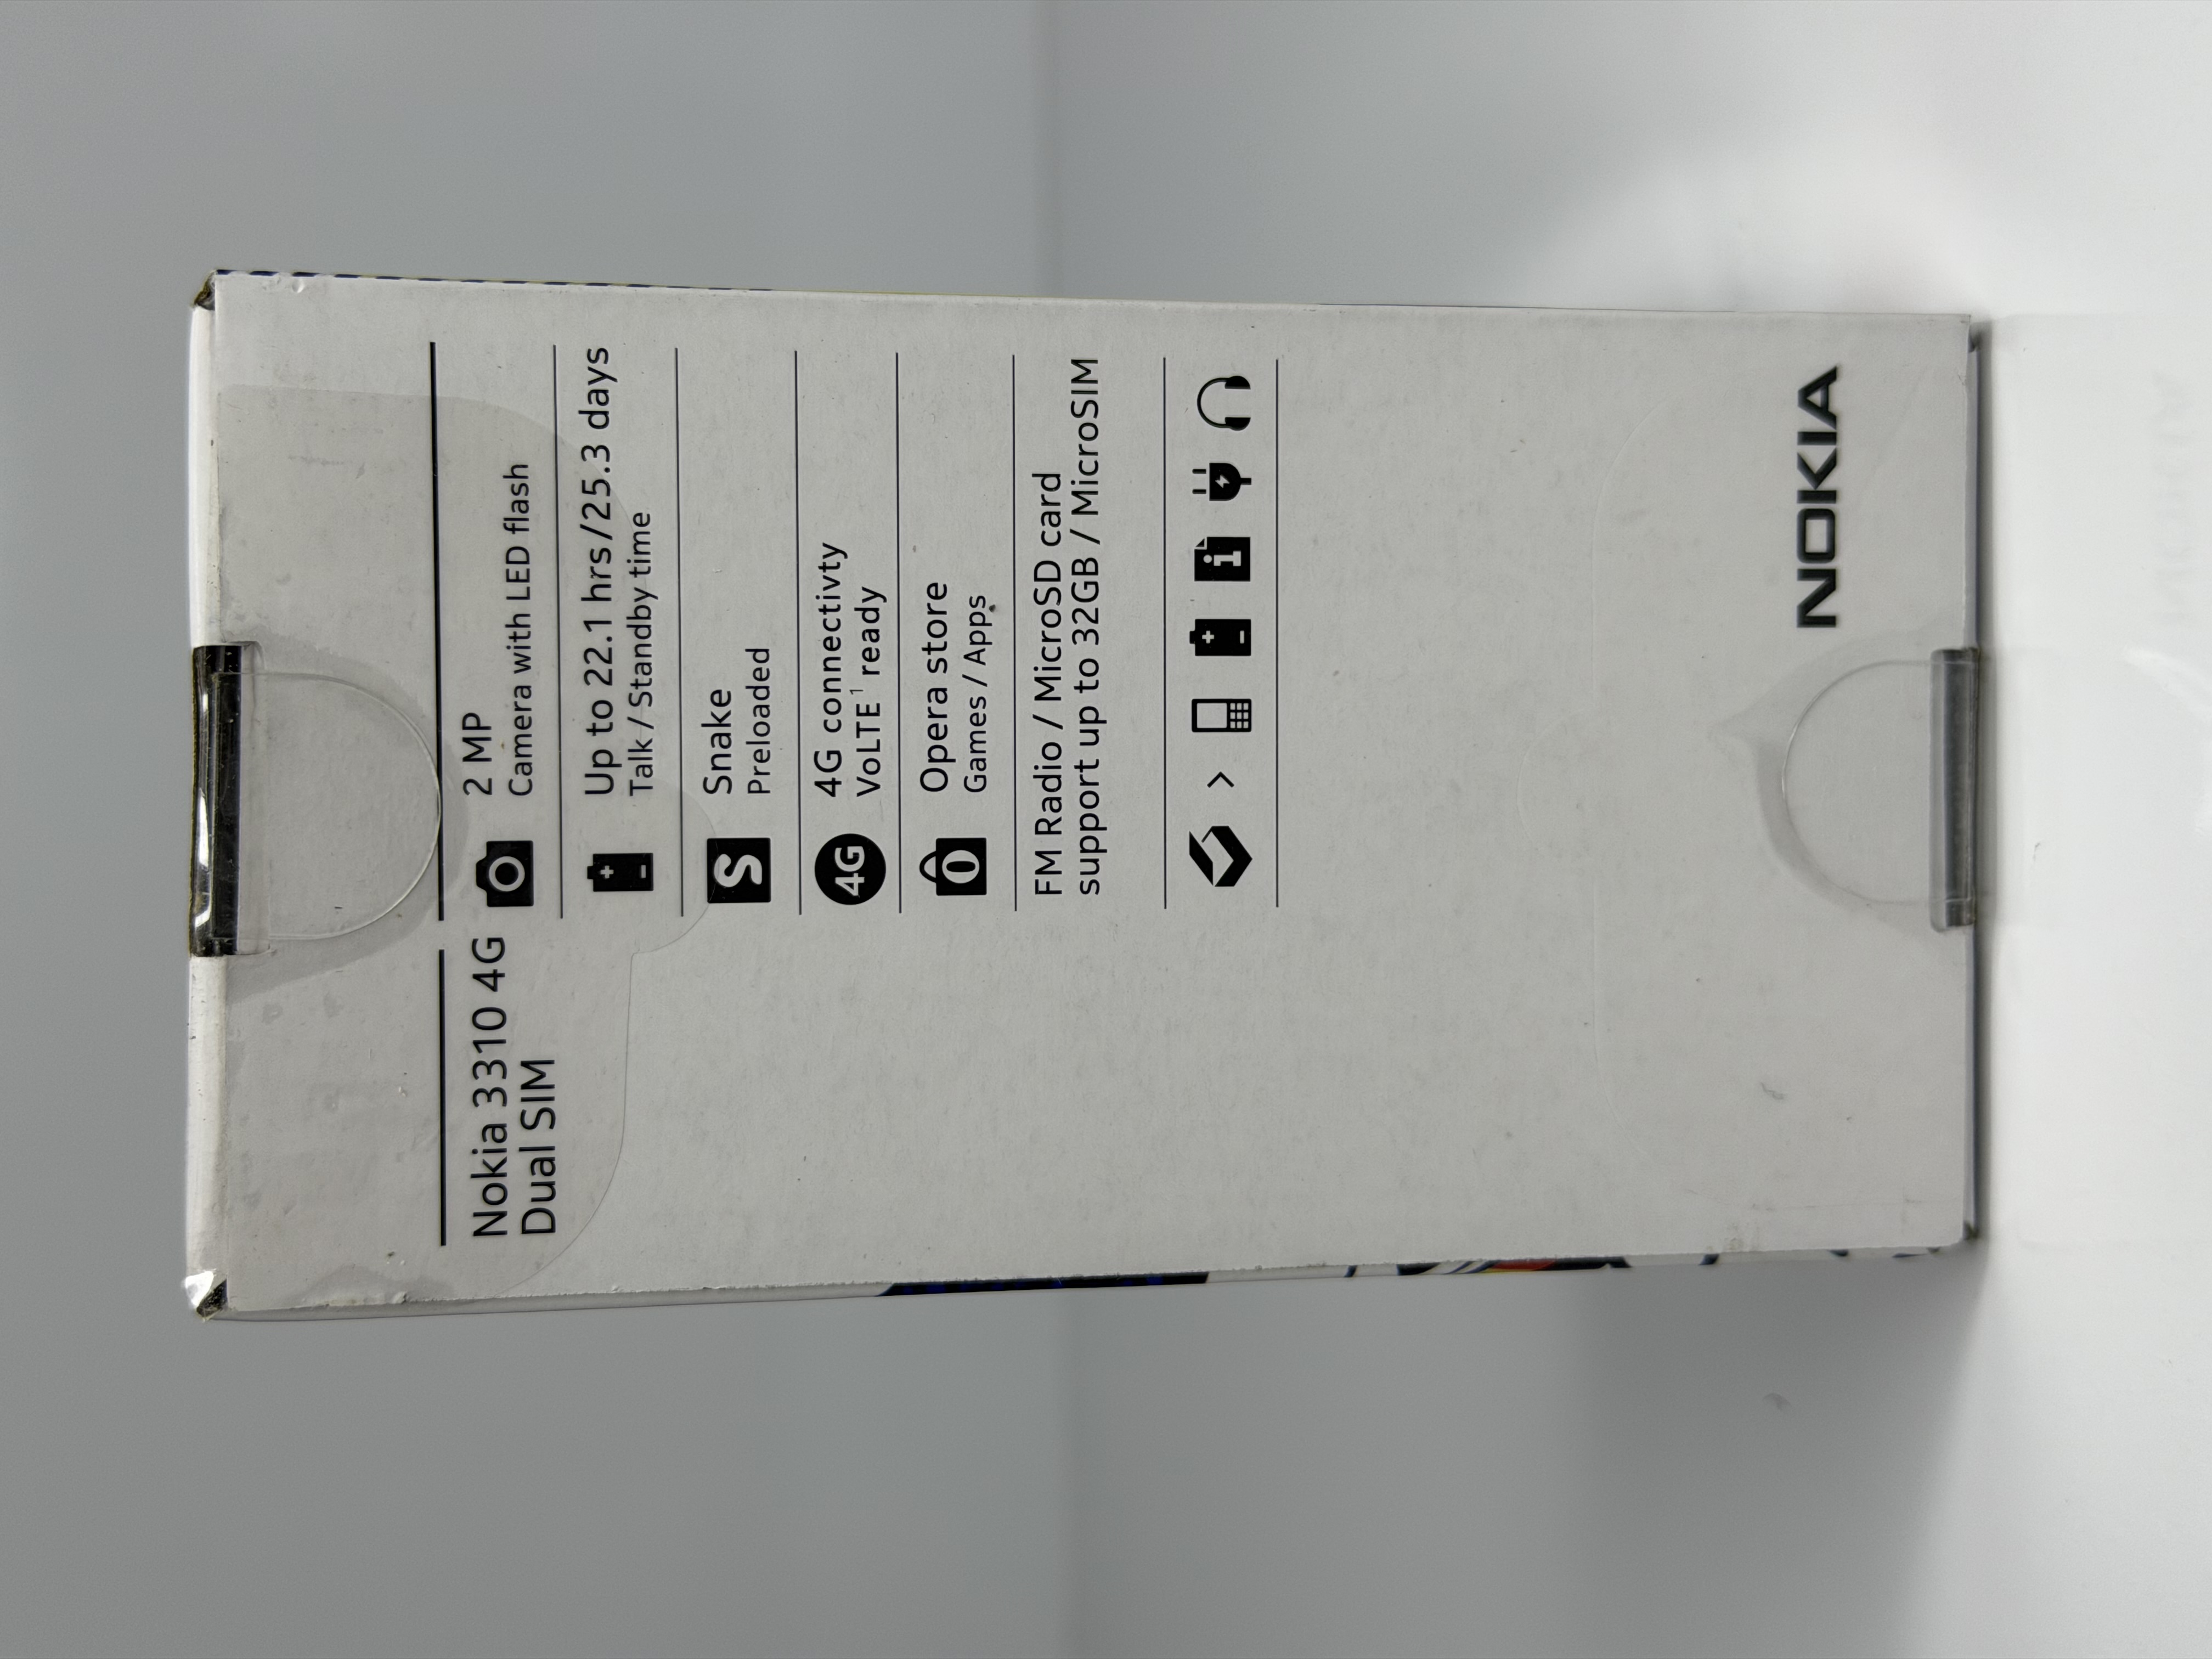 Nokia 3310 4G
Dual SIM
2 MP
Camera with LED flash
Up to 22.1 hrs/25.3 days
Talk / Standby time
S
Snake
Preloaded
4G
4G connectivty
VoLTE¹ ready
Opera store
Games / Apps
FM Radio / MicroSD card
support up to 32GB / MicroSIM
NOKIA